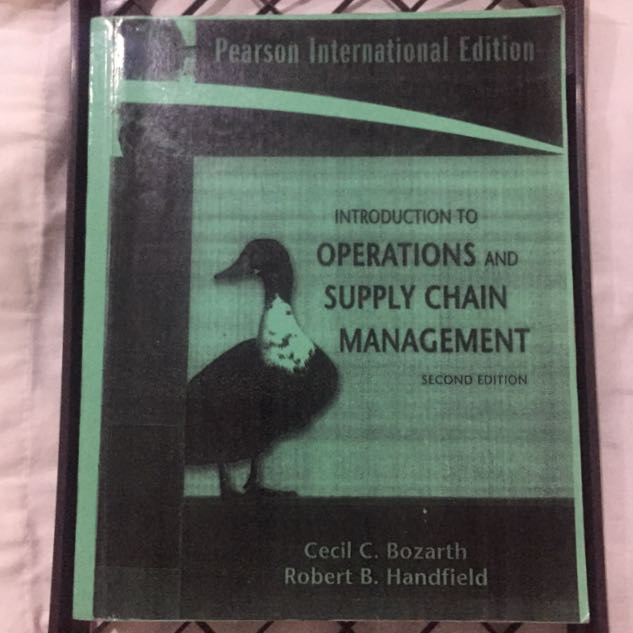 Pearson International Edition
INTRODUCTION TO
OPERATIONS AND
SUPPLY CHAIN
MANAGEMENT
SECOND EDITION
Cecil C. Bozarth
Robert B. Handfield